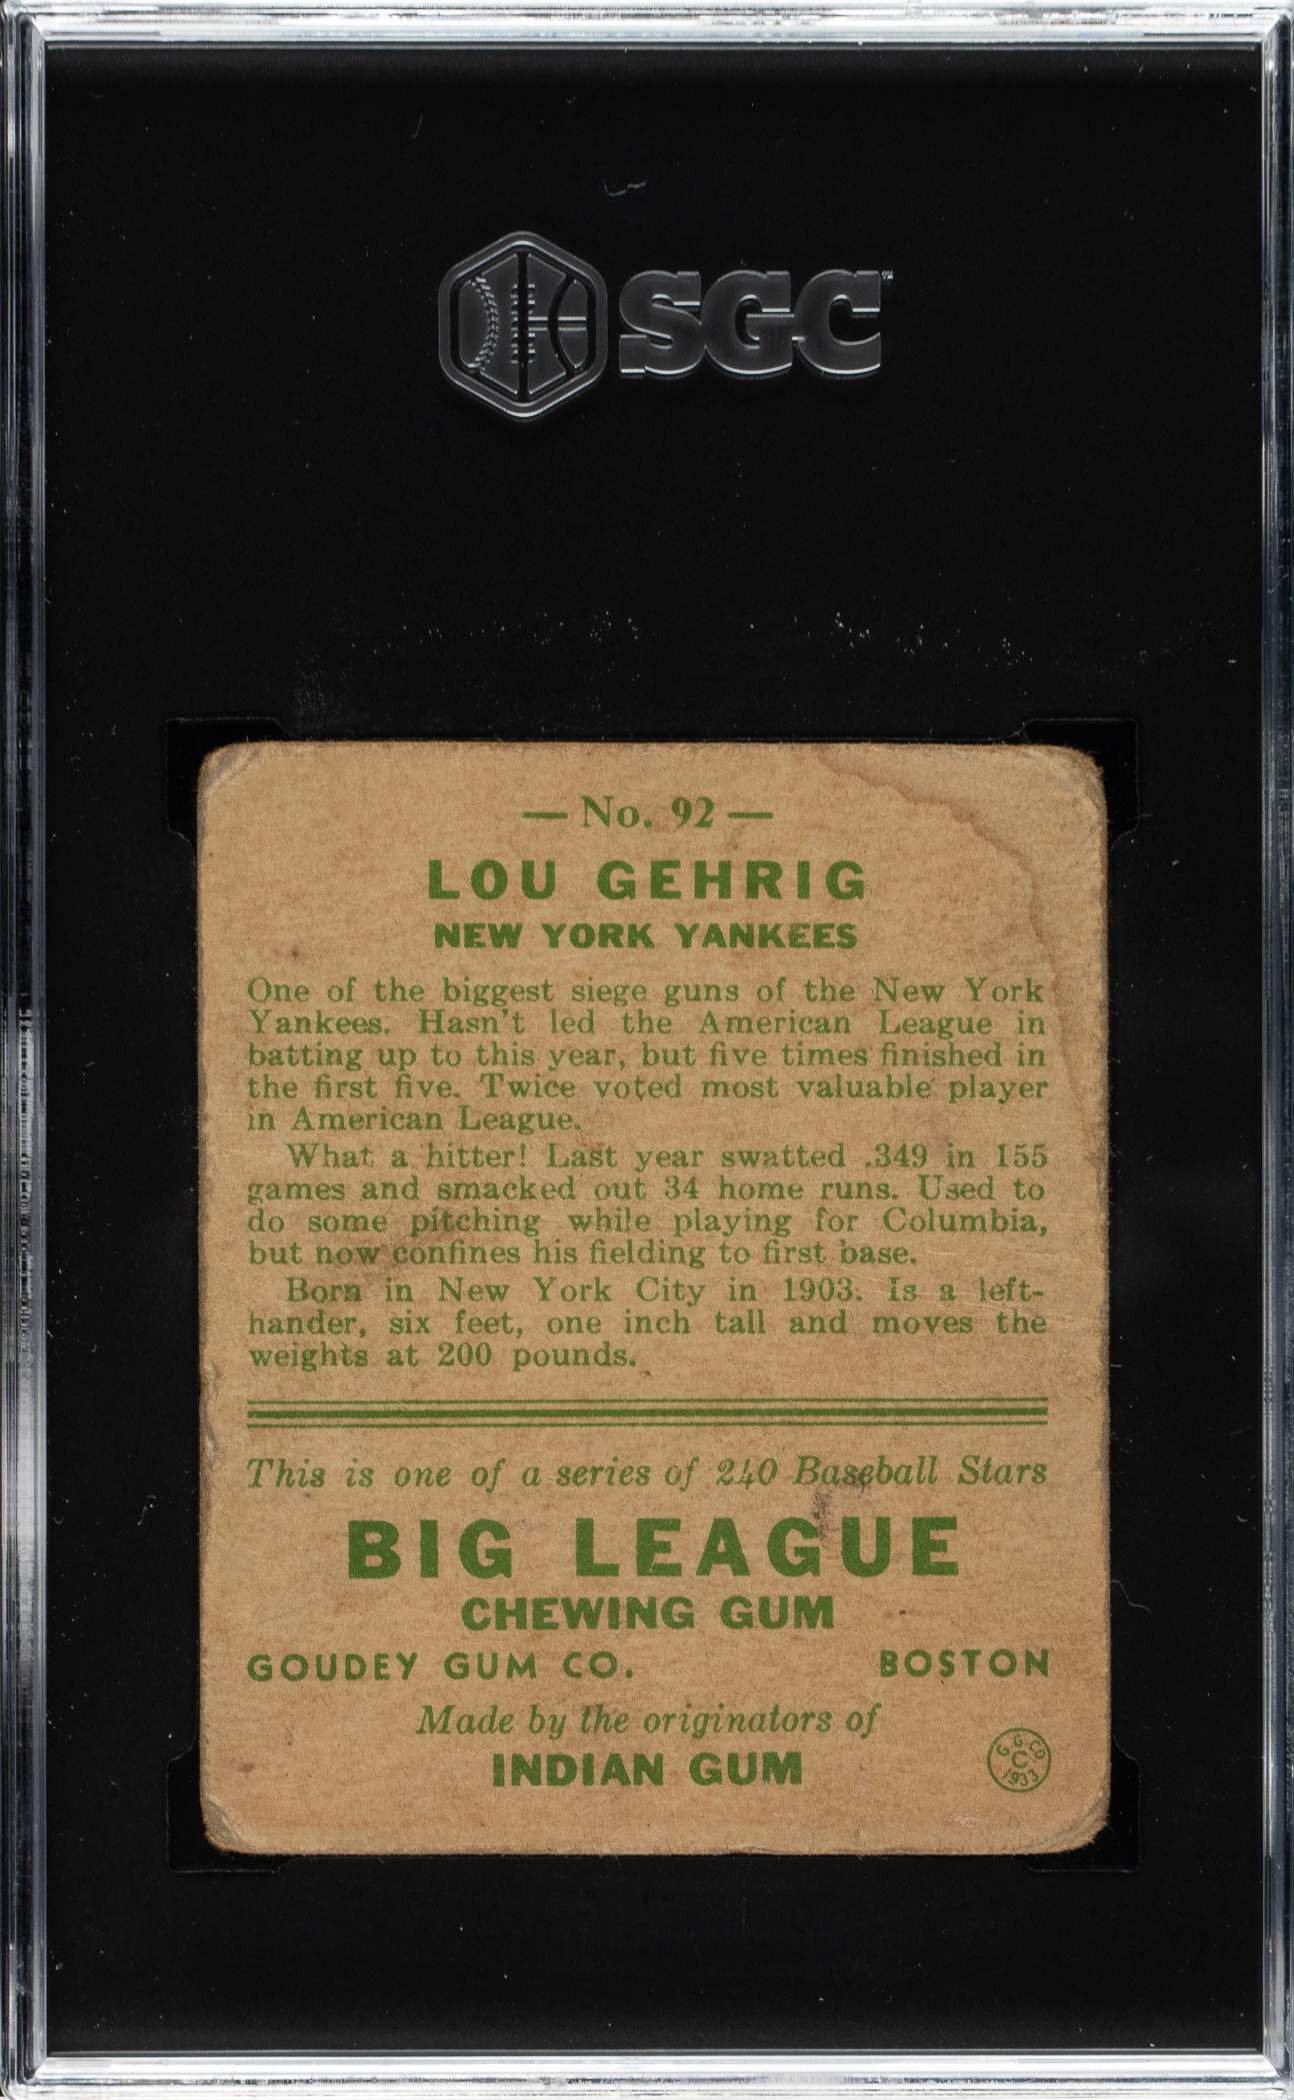 SGC™
— No. 92 —
LOU GEHRIG
NEW YORK YANKEES
One of the biggest siege guns of the New York
Yankees. Hasn't led the American League in
batting up to this year, but five times finished in
the first five. Twice voted most valuable player
in American League.
What a hitter! Last year swatted .349 in 155
games and smacked out 34 home runs. Used to
do some pitching while playing for Columbia,
but now confines his fielding to first base.
Born in New York City in 1903. Is a left-
hander, six feet, one inch tall and moves the
weights at 200 pounds.
This is one of a series of 240 Baseball Stars
BIG LEAGUE
CHEWING GUM
GOUDEY GUM CO. BOSTON
Made by the originators of
INDIAN GUM
G.G.CO.
C
1933